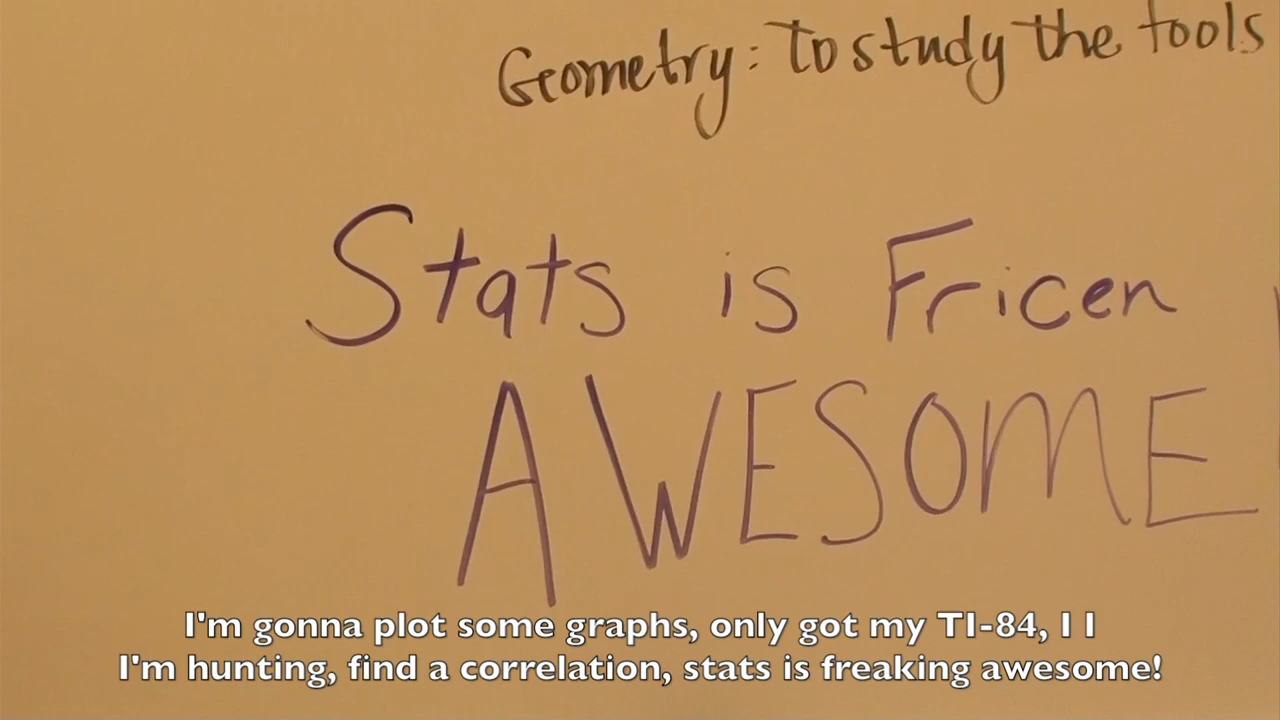 Geometry: To study the tools
Stats is Fricen
AWESOME
I'm gonna plot some graphs, only got my TI-84, I I
I'm hunting, find a correlation, stats is freaking awesome!